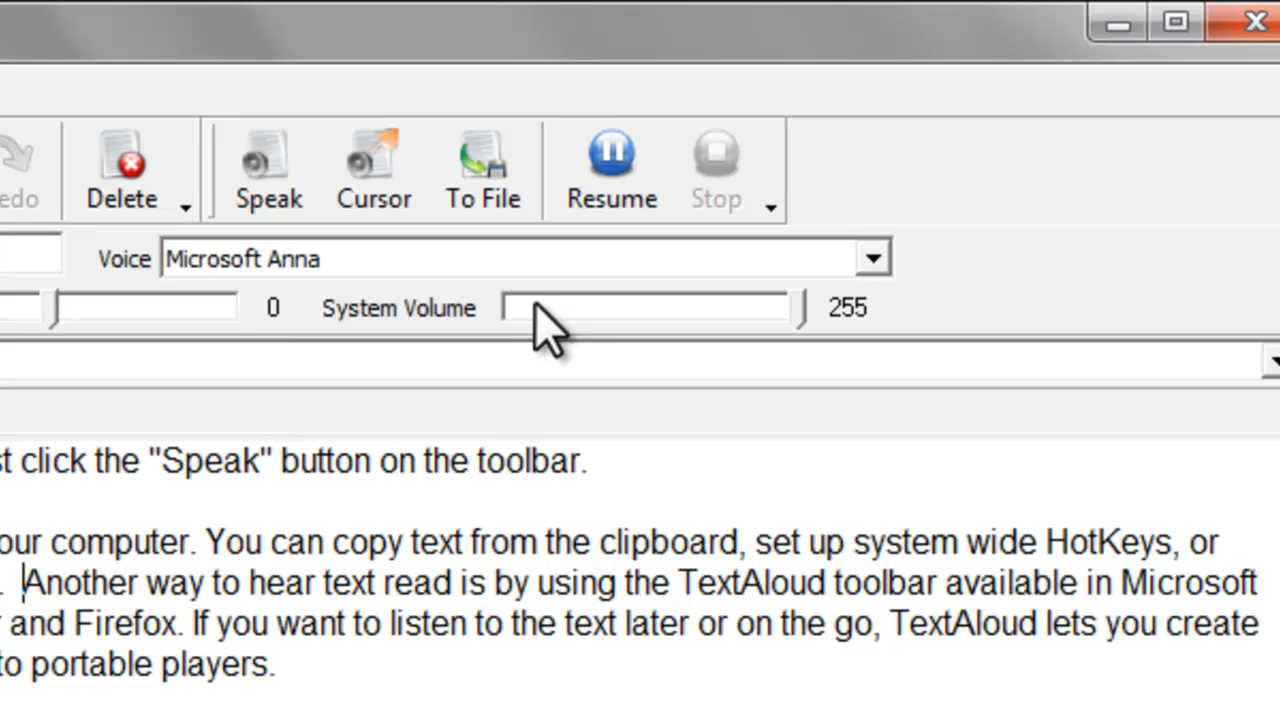 edo Delete Speak Cursor To File Resume Stop
Voice Microsoft Anna
0 System Volume 255
st click the "Speak" button on the toolbar.
our computer. You can copy text from the clipboard, set up system wide HotKeys, or
. Another way to hear text read is by using the TextAloud toolbar available in Microsoft
r and Firefox. If you want to listen to the text later or on the go, TextAloud lets you create
to portable players.